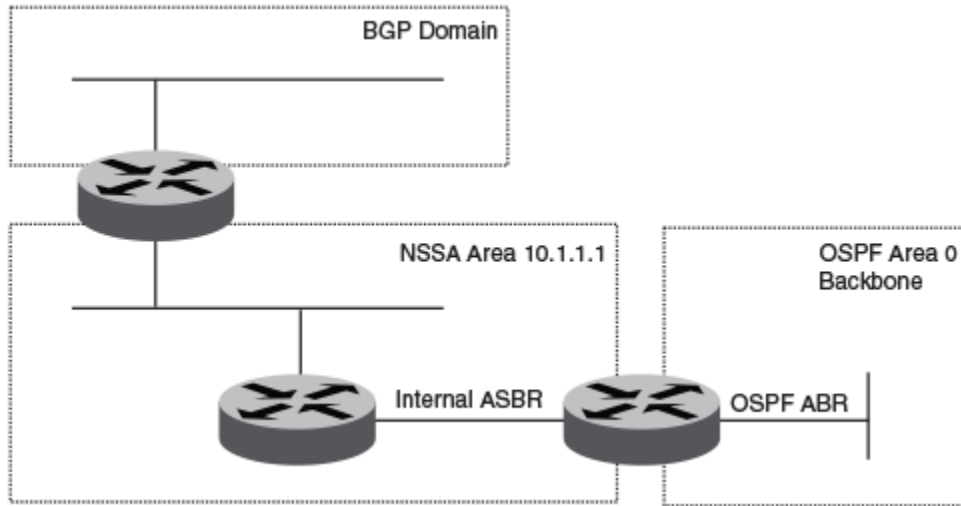 BGP Domain
NSSA Area 10.1.1.1
OSPF Area 0
Backbone
Internal ASBR
OSPF ABR